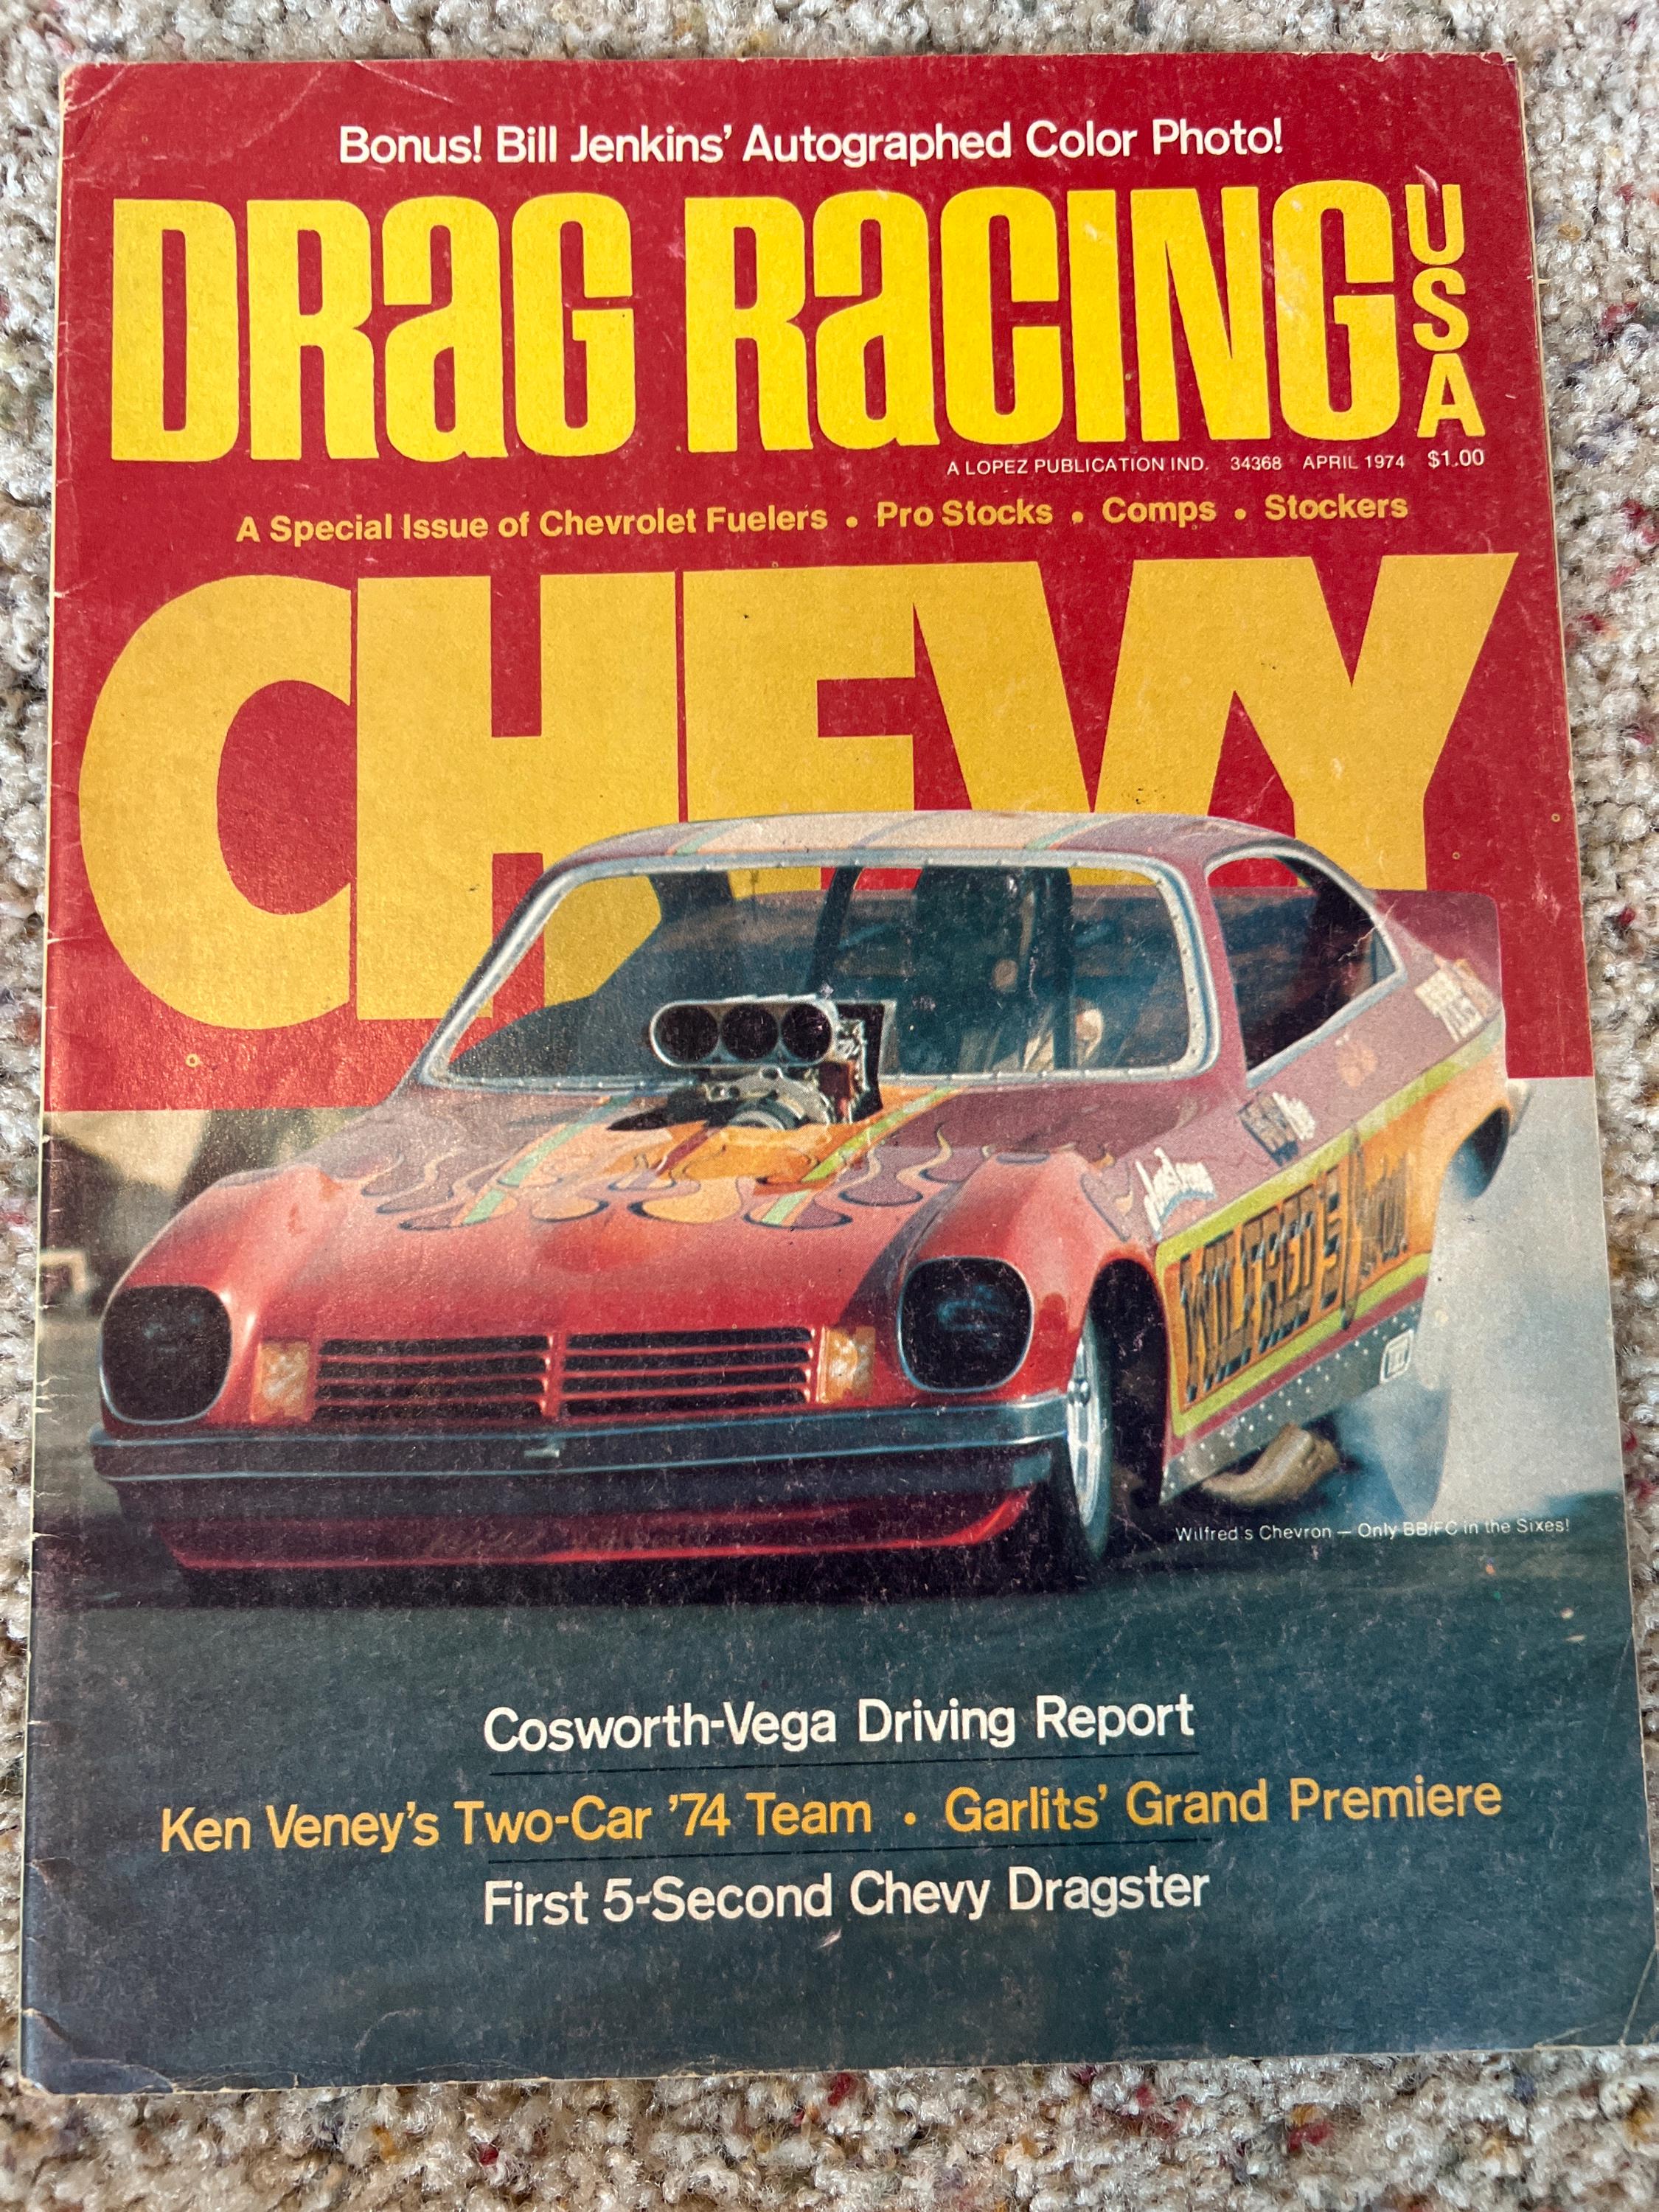 Bonus! Bill Jenkins' Autographed Color Photo!
DRAG RACING USA
A LOPEZ PUBLICATION IND. 34368 APRIL 1974 $1.00
A Special Issue of Chevrolet Fuelers • Pro Stocks • Comps • Stockers
CHEVY
WILFRED'S
Wilfred's Chevron — Only BB/FC in the Sixes!
Cosworth-Vega Driving Report
Ken Veney's Two-Car '74 Team • Garlits' Grand Premiere
First 5-Second Chevy Dragster